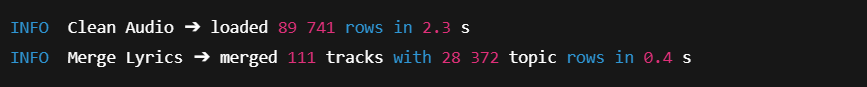 INFO  Clean Audio ➔ loaded 89 741 rows in 2.3 s
INFO  Merge Lyrics ➔ merged 111 tracks with 28 372 topic rows in 0.4 s